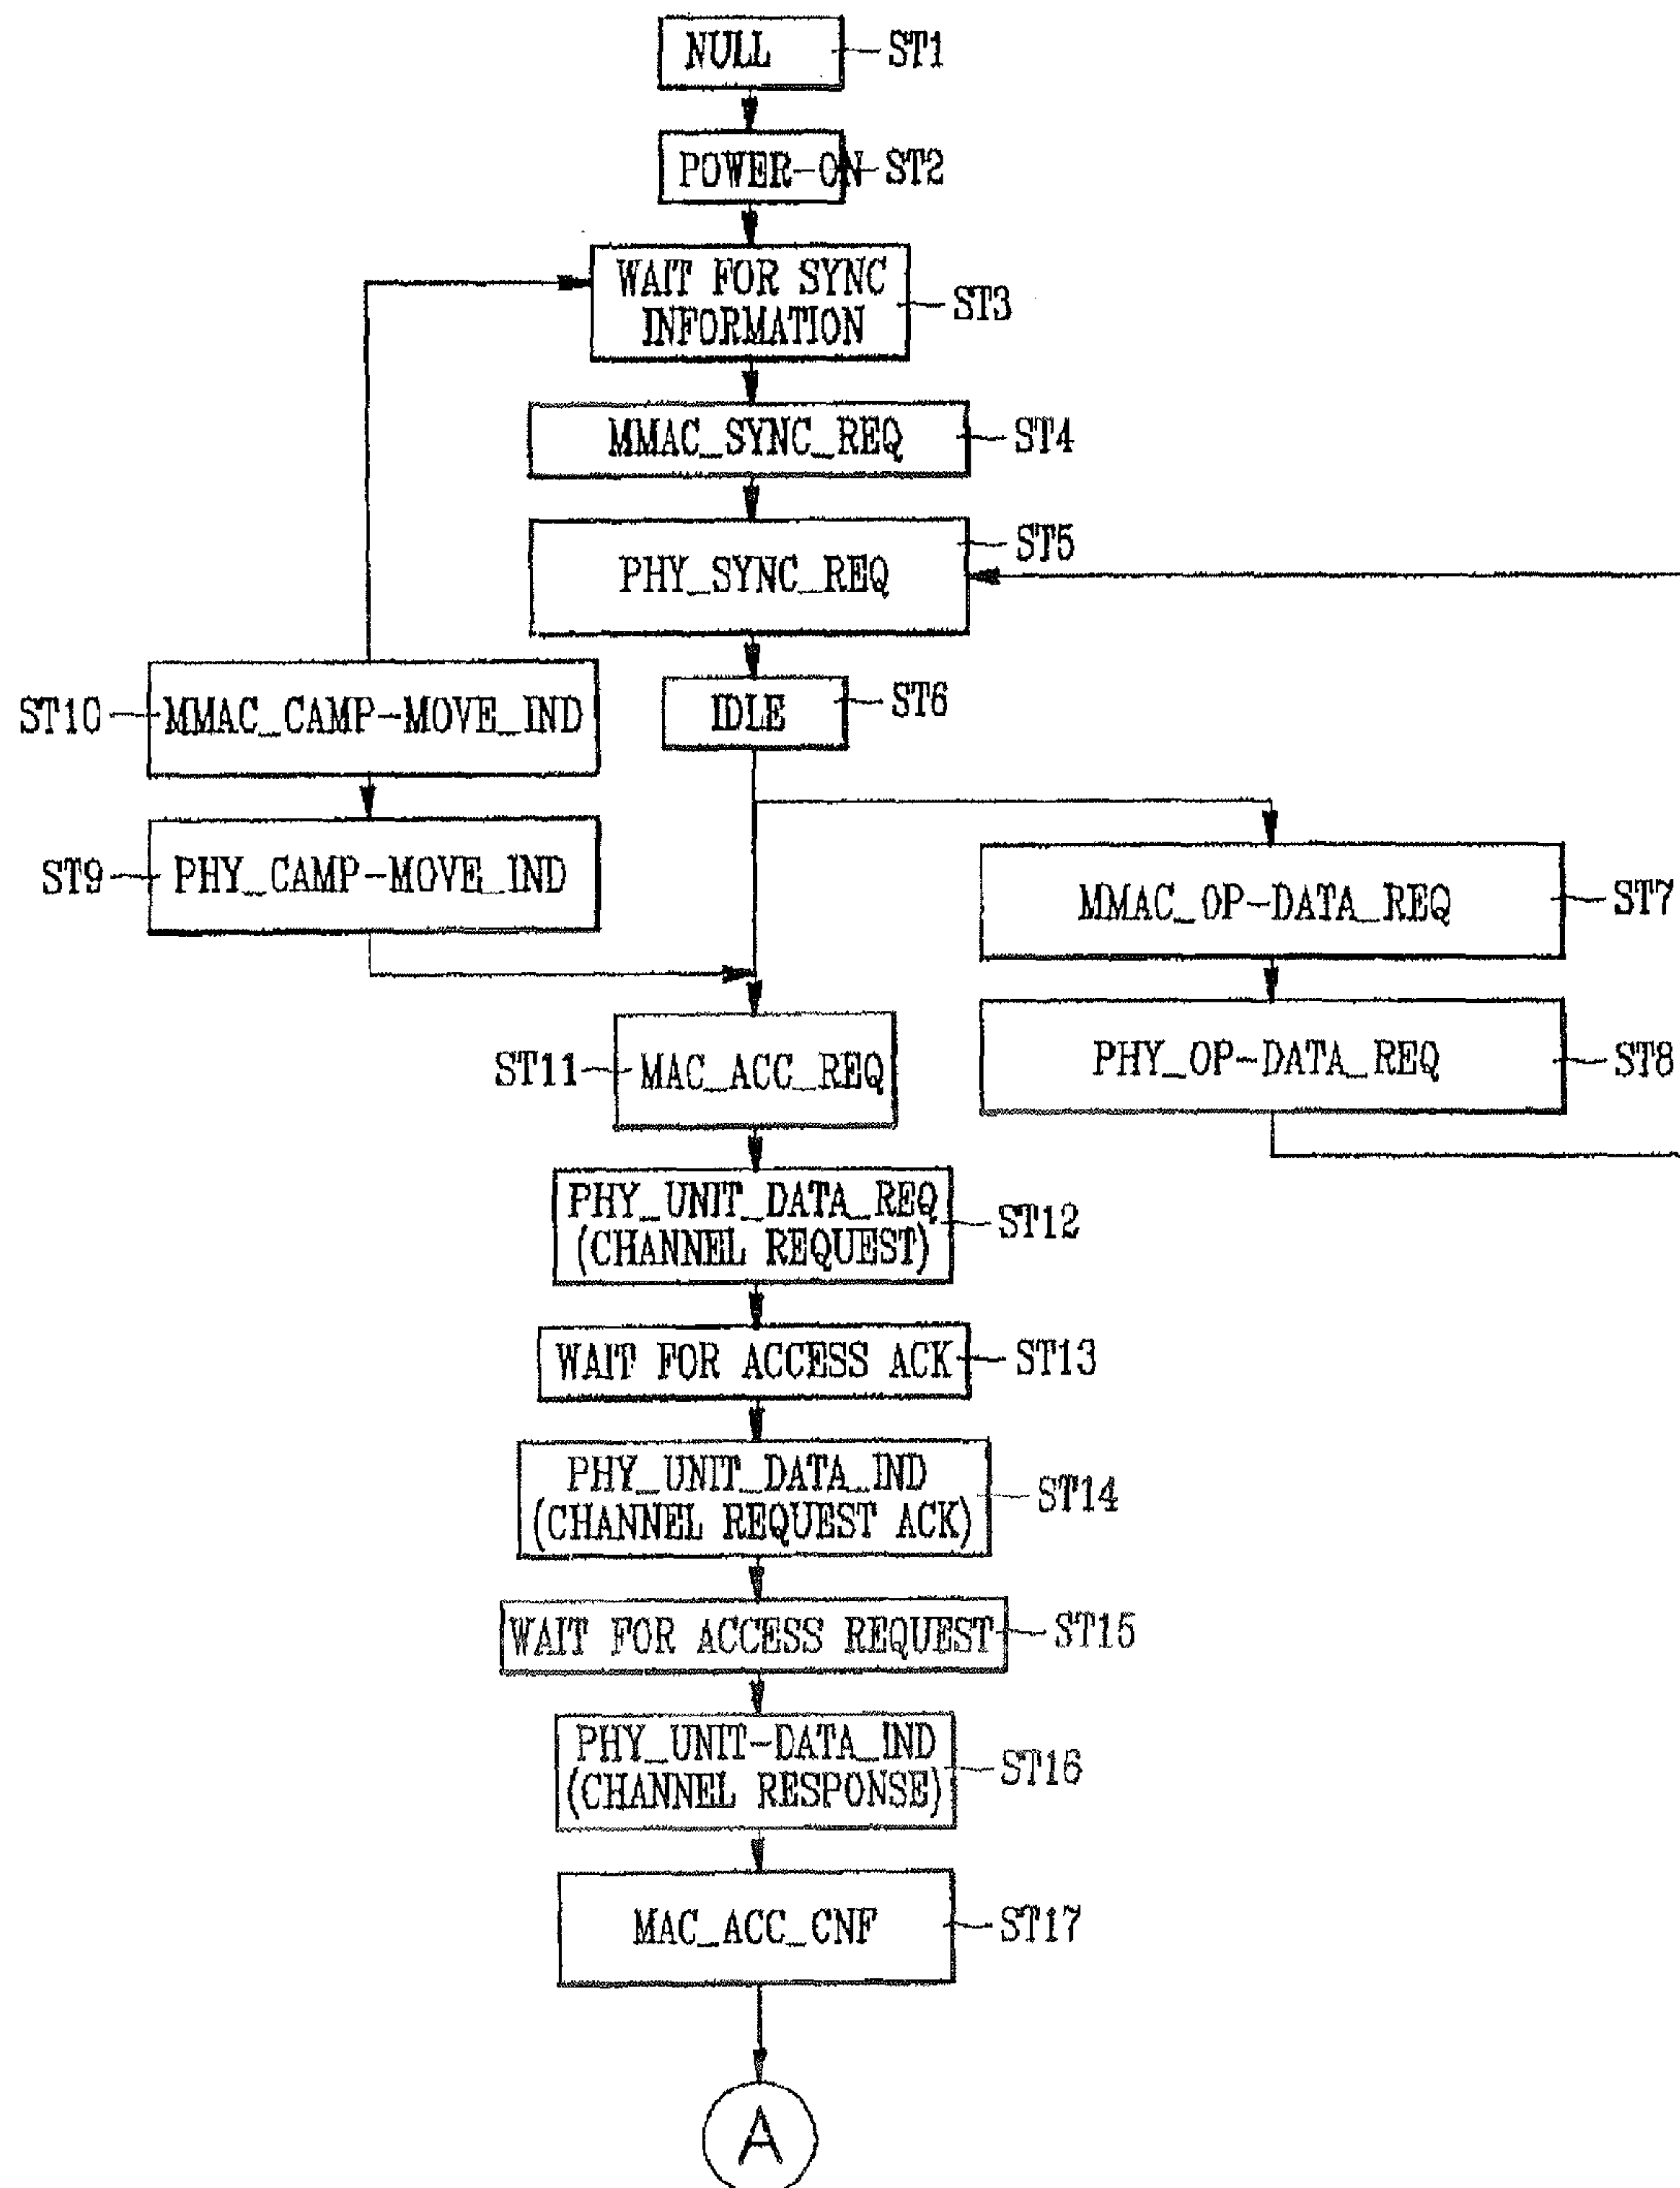 NULL
ST1
POWER-ON
ST2
WAIT FOR SYNC
INFORMATION
ST3
MMAC_SYNC_REQ
ST4
PHY_SYNC_REQ
ST5
IDLE
ST6
ST10
MMAC_CAMP-MOVE_IND
ST9
PHY_CAMP-MOVE_IND
MMAC_OP-DATA_REQ
ST7
PHY_OP-DATA_REQ
ST8
ST11
MAC_ACC_REQ
PHY_UNIT_DATA_REQ
(CHANNEL REQUEST)
ST12
WAIT FOR ACCESS ACK
ST13
PHY_UNIT_DATA_IND
(CHANNEL REQUEST ACK)
ST14
WAIT FOR ACCESS REQUEST
ST15
PHY_UNIT-DATA_IND
(CHANNEL RESPONSE)
ST16
MAC_ACC_CNF
ST17
A